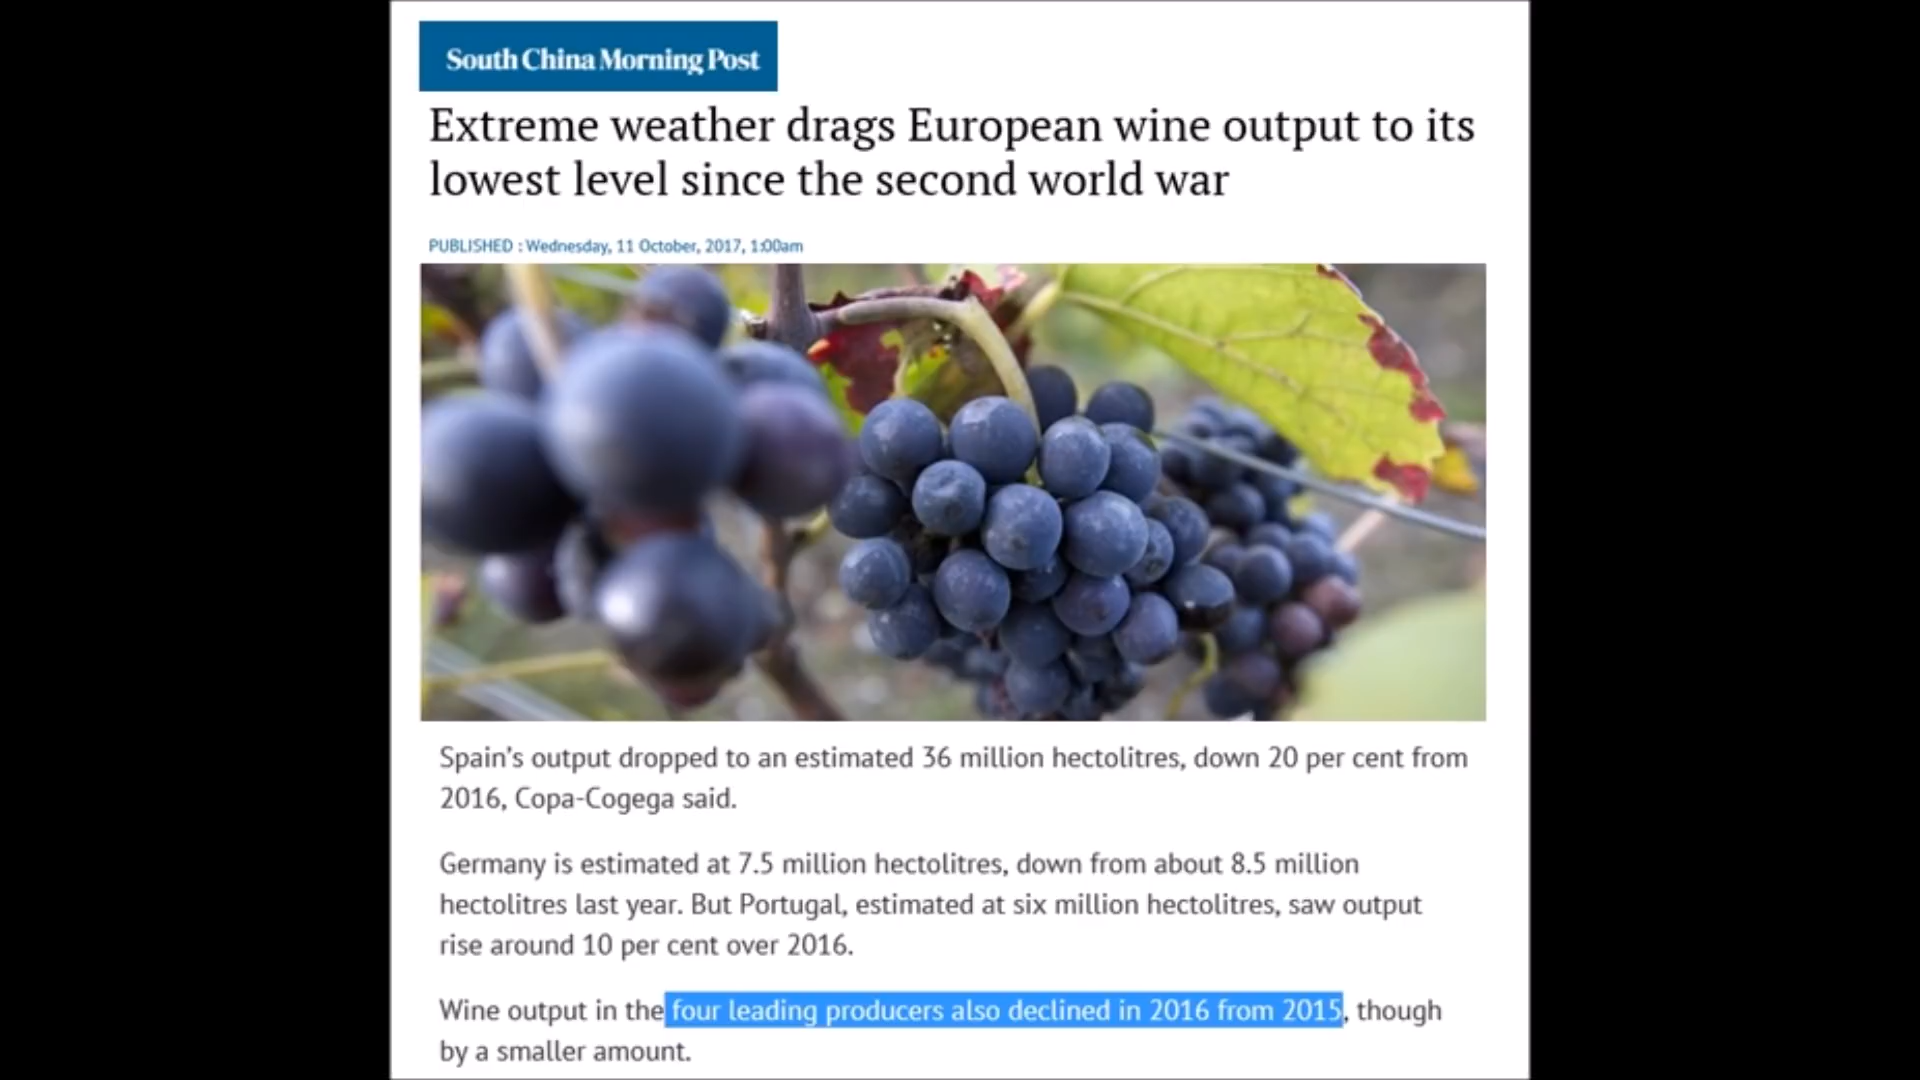 South China Morning Post
Extreme weather drags European wine output to its
lowest level since the second world war
PUBLISHED : Wednesday, 11 October, 2017, 1:00am
Spain's output dropped to an estimated 36 million hectolitres, down 20 per cent from
2016, Copa-Cogega said.
Germany is estimated at 7.5 million hectolitres, down from about 8.5 million
hectolitres last year. But Portugal, estimated at six million hectolitres, saw output
rise around 10 per cent over 2016.
Wine output in the four leading producers also declined in 2016 from 2015, though
by a smaller amount.